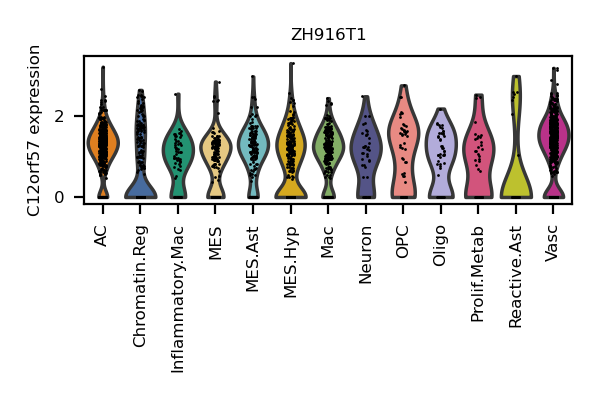 ZH916T1
C12orf57 expression
2
0
AC
Chromatin.Reg
Inflammatory.Mac
MES
MES.Ast
MES.Hyp
Mac
Neuron
OPC
Oligo
Prolif.Metab
Reactive.Ast
Vasc